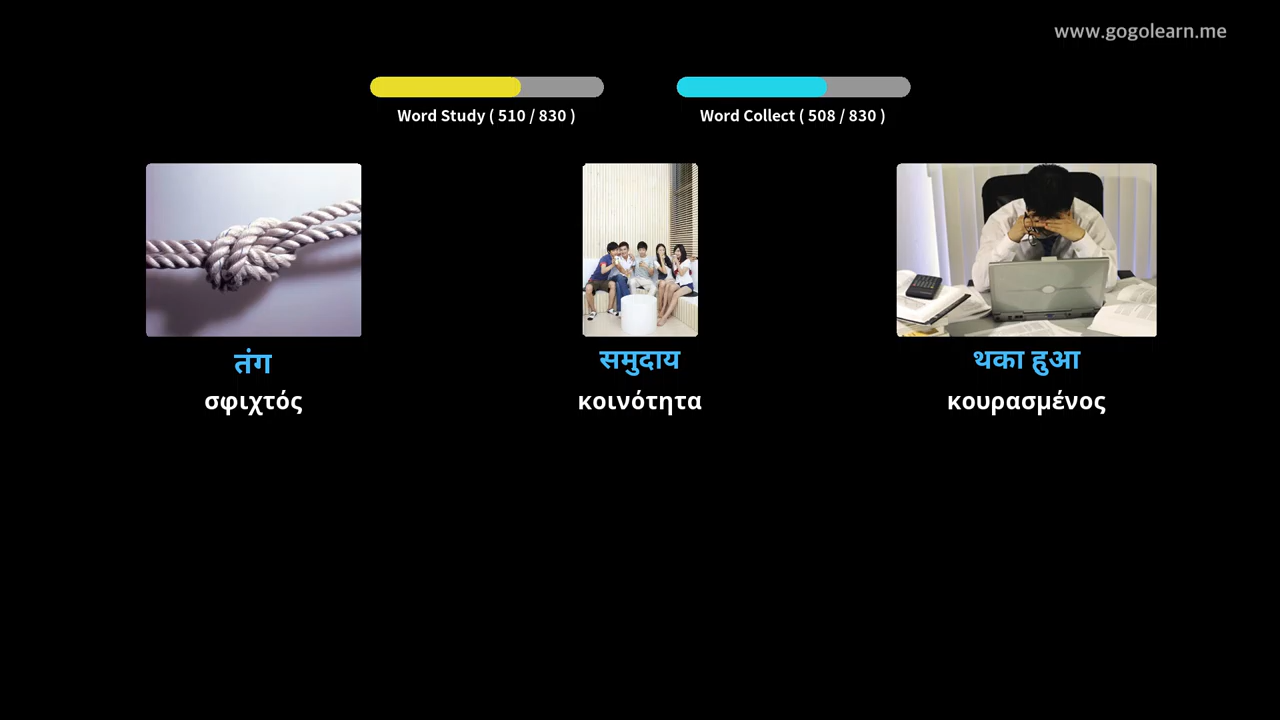 www.gogolearn.me
Word Study ( 510 / 830 )
Word Collect ( 508 / 830 )
तंग
समुदाय
थका हुआ
σφιχτός
κοινότητα
κουρασμένος